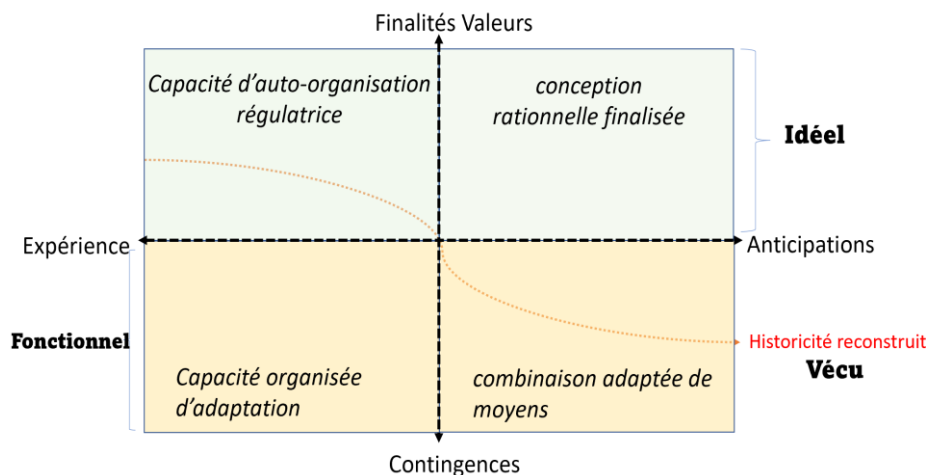 Finalités Valeurs
Capacité d'auto-organisation
régulatrice
conception
rationnelle finalisée
Idéel
Expérience
Anticipations
Fonctionnel
Historicité reconstruit
Vécu
Capacité organisée
d'adaptation
combinaison adaptée de
moyens
Contingences